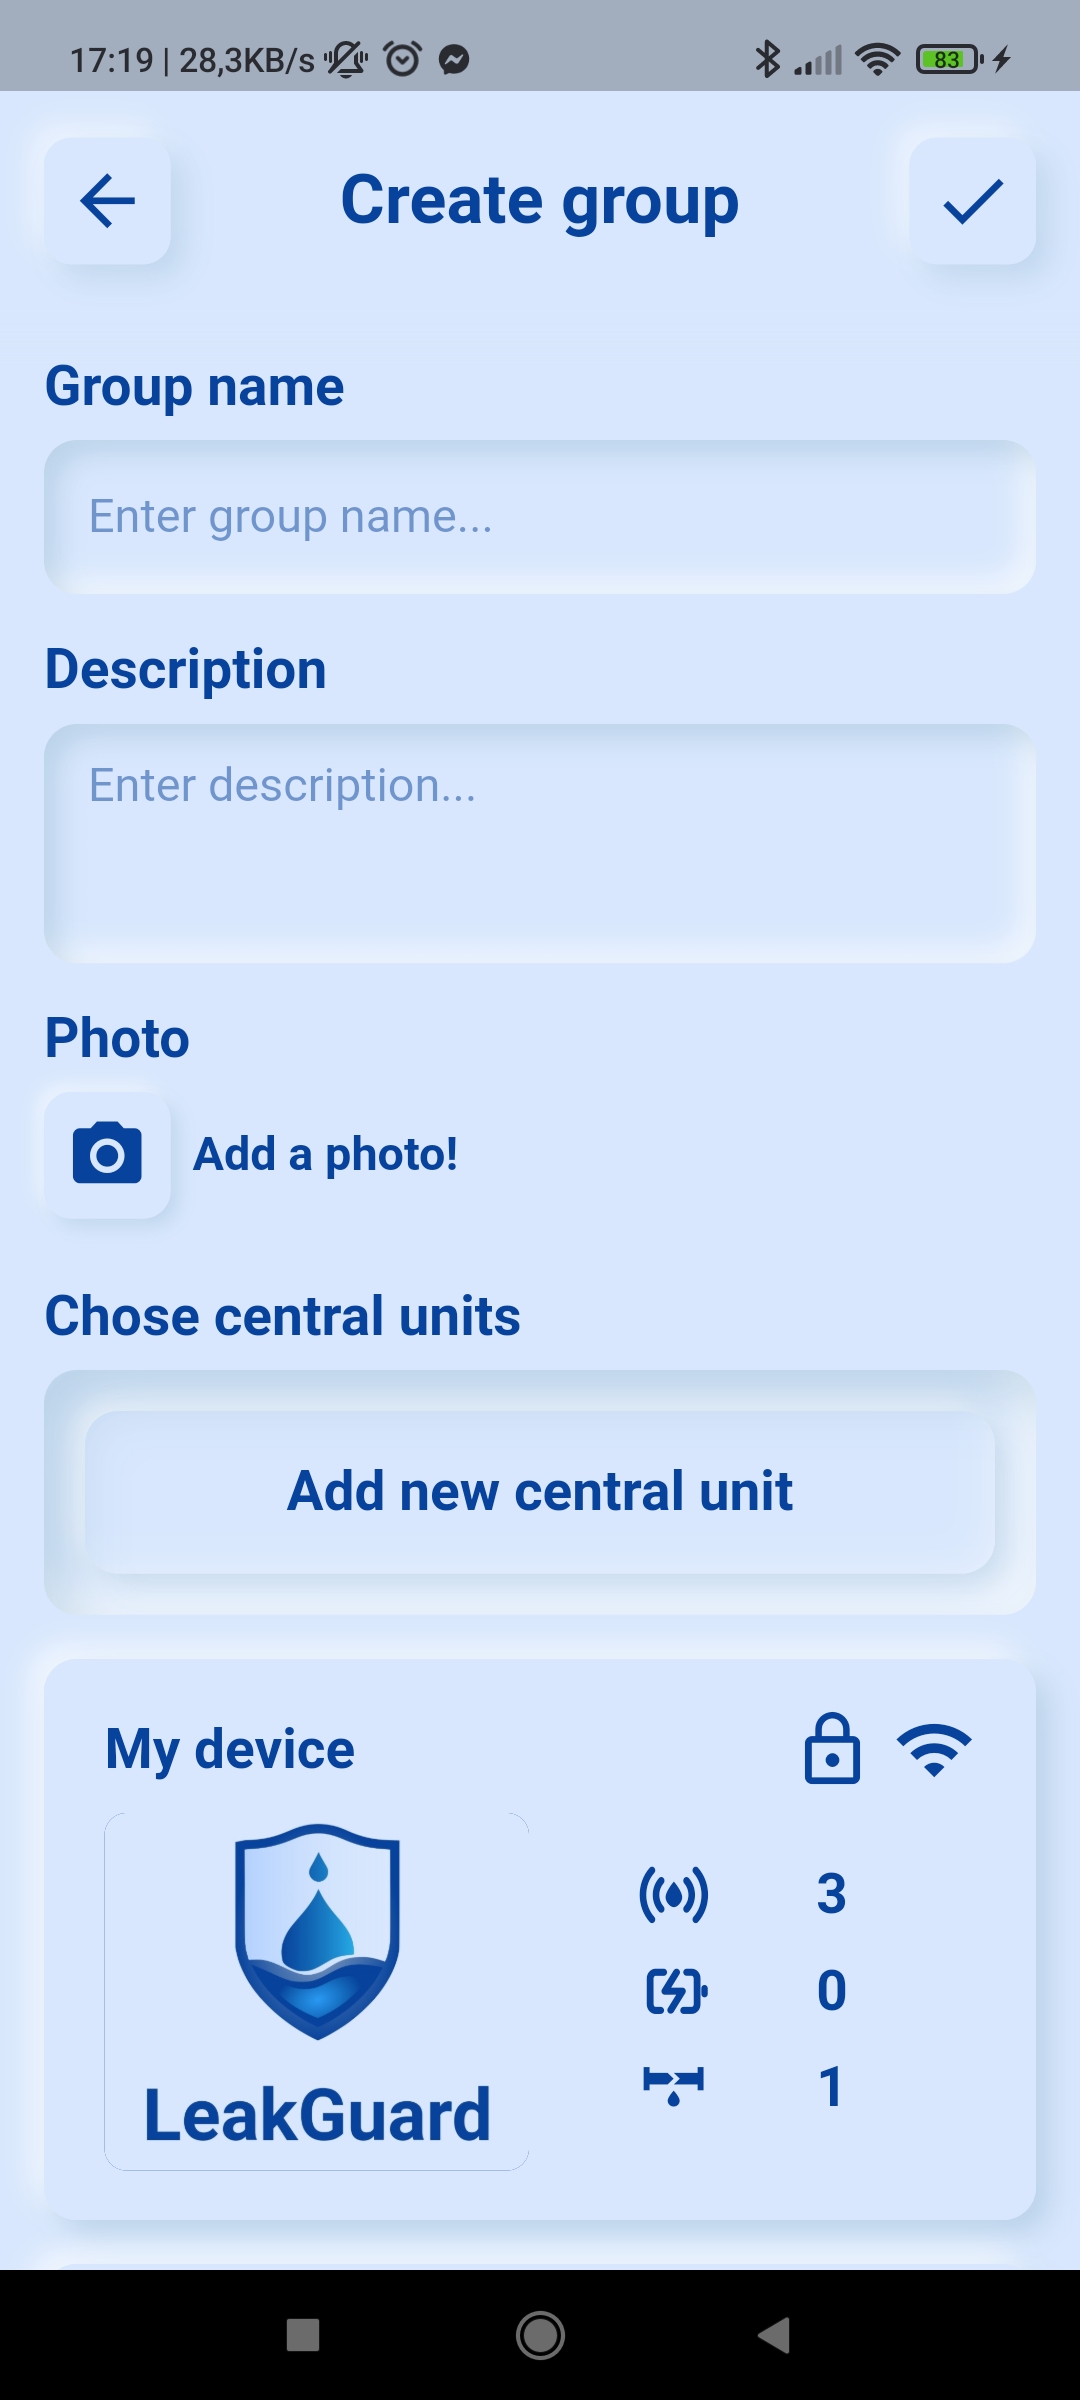 17:19 | 28,3KB/s
83
Create group
Group name
Enter group name...
Description
Enter description...
Photo
Add a photo!
Chose central units
Add new central unit
My device
3
0
LeakGuard
1